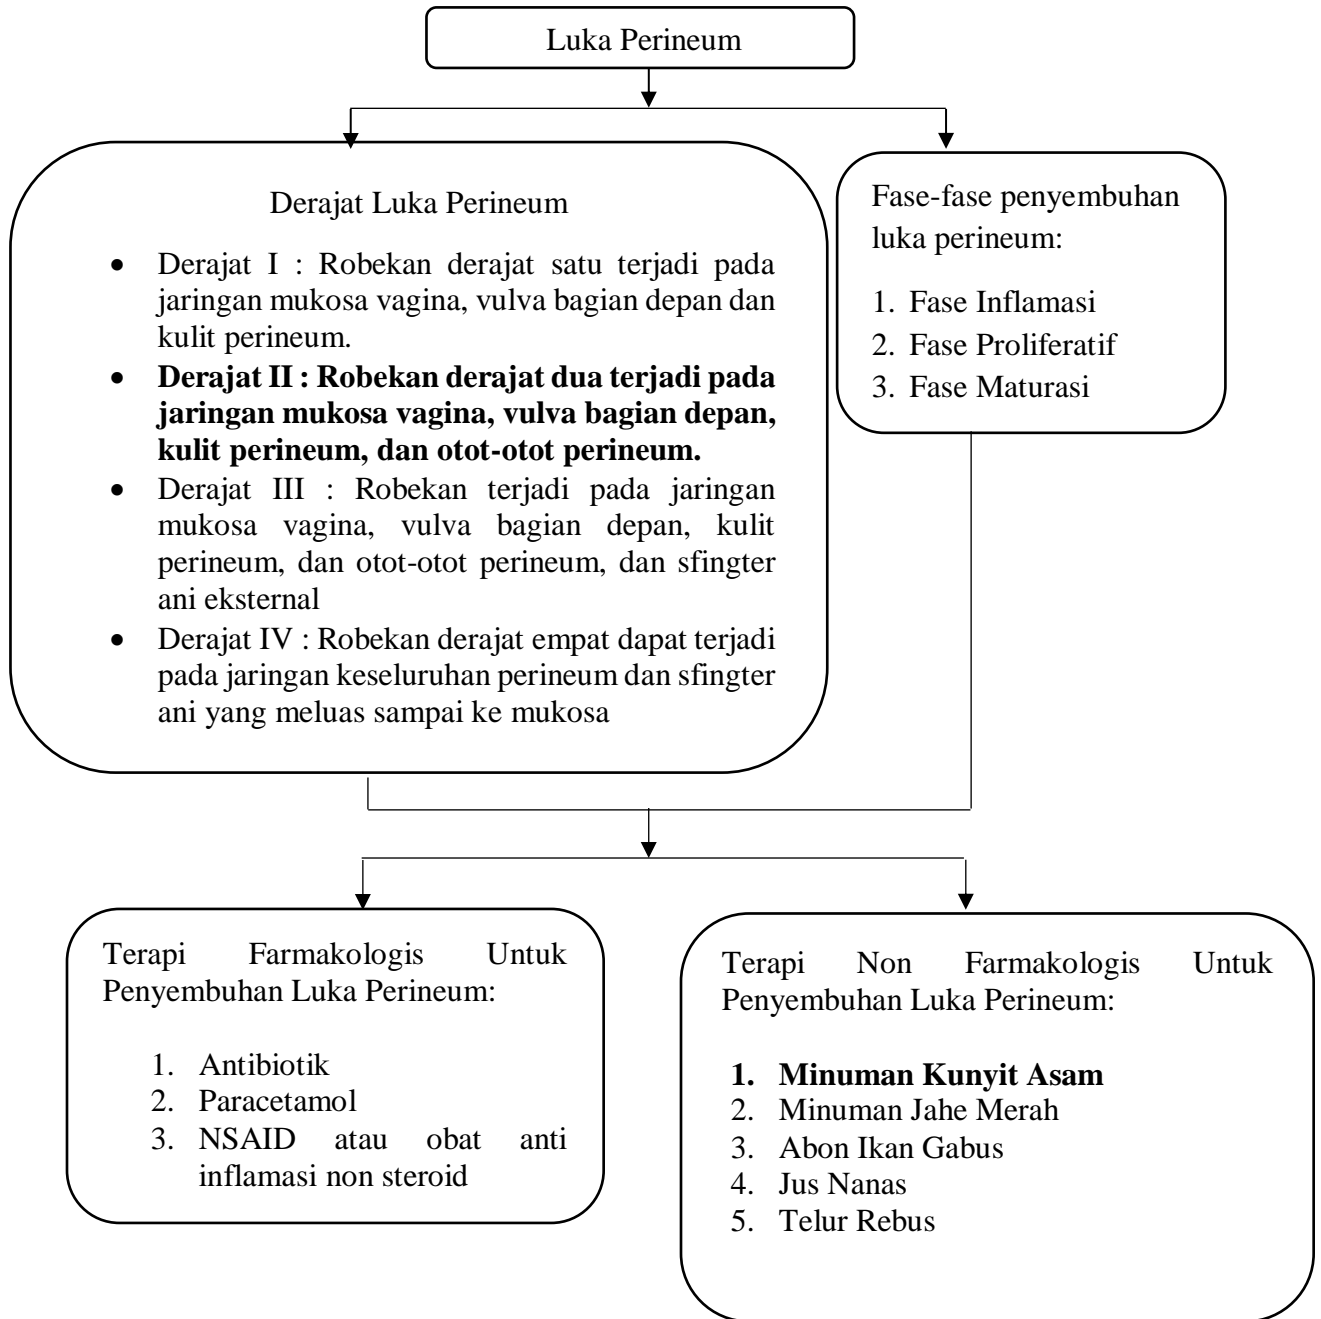 Luka Perineum
Derajat Luka Perineum
• Derajat I : Robekan derajat satu terjadi pada
jaringan mukosa vagina, vulva bagian depan dan
kulit perineum.
• Derajat II : Robekan derajat dua terjadi pada
jaringan mukosa vagina, vulva bagian depan,
kulit perineum, dan otot-otot perineum.
• Derajat III : Robekan terjadi pada jaringan
mukosa vagina, vulva bagian depan, kulit
perineum, dan otot-otot perineum, dan sfingter
ani eksternal
• Derajat IV : Robekan derajat empat dapat terjadi
pada jaringan keseluruhan perineum dan sfingter
ani yang meluas sampai ke mukosa
Fase-fase penyembuhan
luka perineum:
1. Fase Inflamasi
2. Fase Proliferatif
3. Fase Maturasi
Terapi Farmakologis Untuk
Penyembuhan Luka Perineum:
1. Antibiotik
2. Paracetamol
3. NSAID atau obat anti
inflamasi non steroid
Terapi Non Farmakologis Untuk
Penyembuhan Luka Perineum:
1. Minuman Kunyit Asam
2. Minuman Jahe Merah
3. Abon Ikan Gabus
4. Jus Nanas
5. Telur Rebus